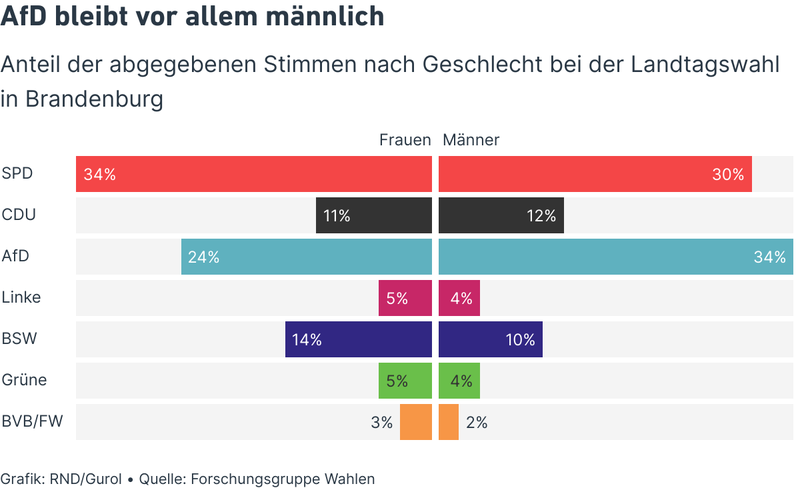 AfD bleibt vor allem männlich
Anteil der abgegebenen Stimmen nach Geschlecht bei der Landtagswahl
in Brandenburg
Frauen Männer
SPD 34% 30%
CDU 11% 12%
AfD 24% 34%
Linke 5% 4%
BSW 14% 10%
Grüne 5% 4%
BVB/FW 3% 2%
Grafik: RND/Gurol • Quelle: Forschungsgruppe Wahlen